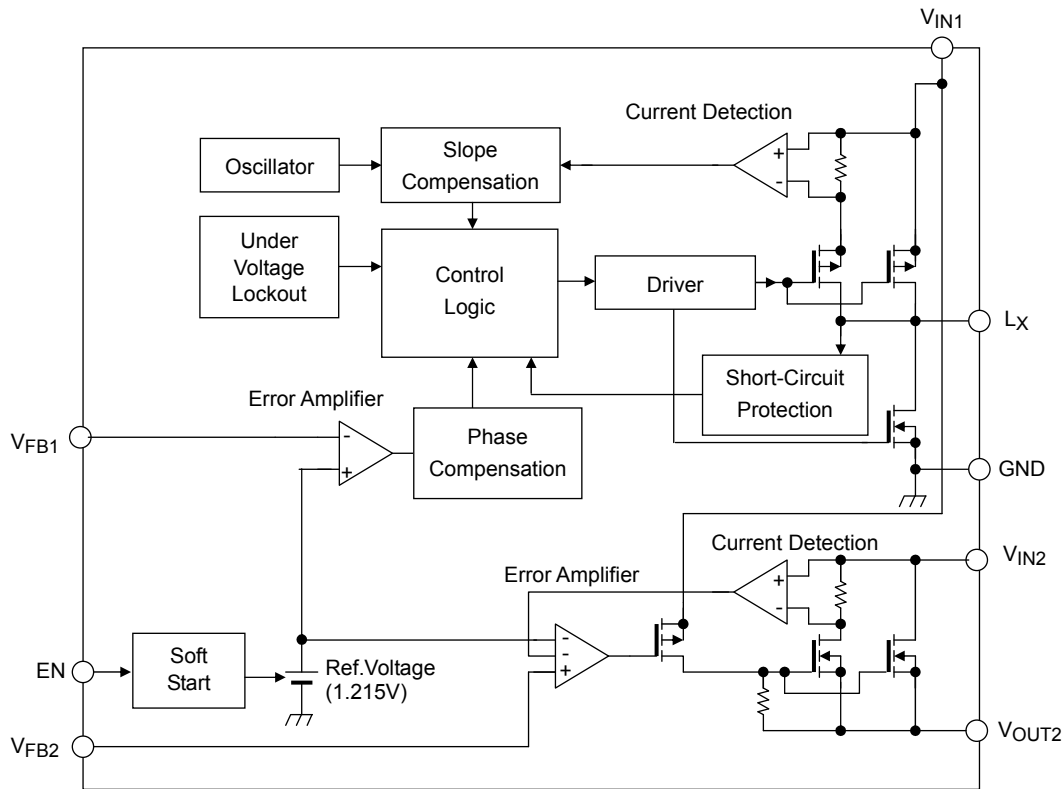 VIN1
Current Detection
+
-
Oscillator
Slope
Compensation
Under
Voltage
Lockout
Control
Logic
Driver
LX
Short-Circuit
Protection
Error Amplifier
VFB1
-
+
Phase
Compensation
GND
VIN2
Current Detection
+
-
Error Amplifier
-
-
+
EN
Soft
Start
Ref.Voltage
(1.215V)
VFB2
VOUT2